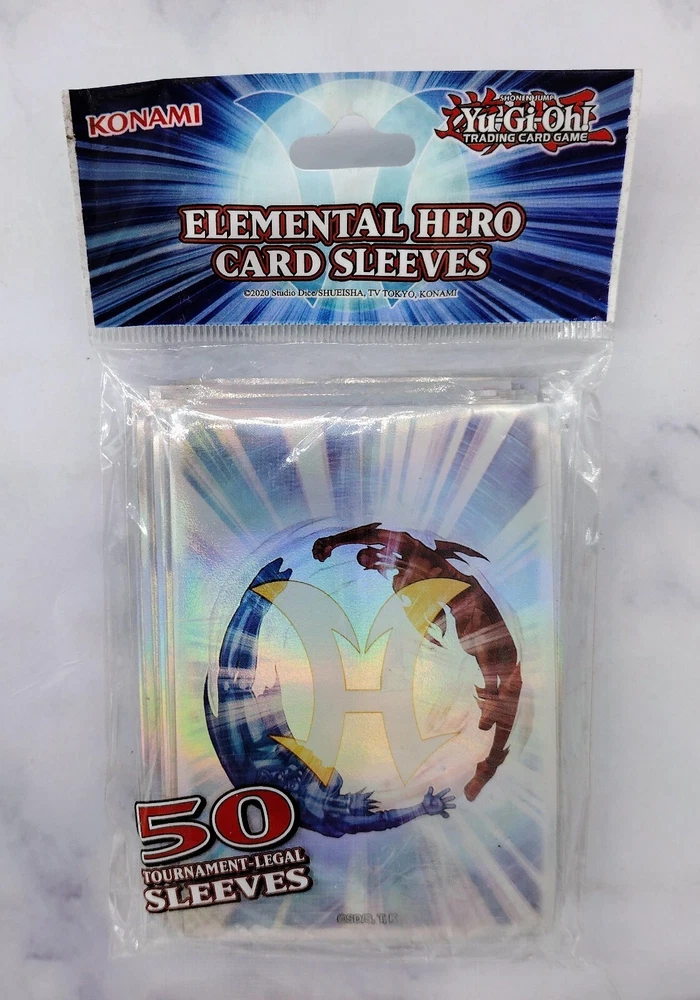 KONAMI
SHONEN JUMP
Yu-Gi-Oh!
TRADING CARD GAME
ELEMENTAL HERO
CARD SLEEVES
©2020 Studio Dice/SHUEISHA, TV TOKYO, KONAMI
H
50
TOURNAMENT-LEGAL
SLEEVES